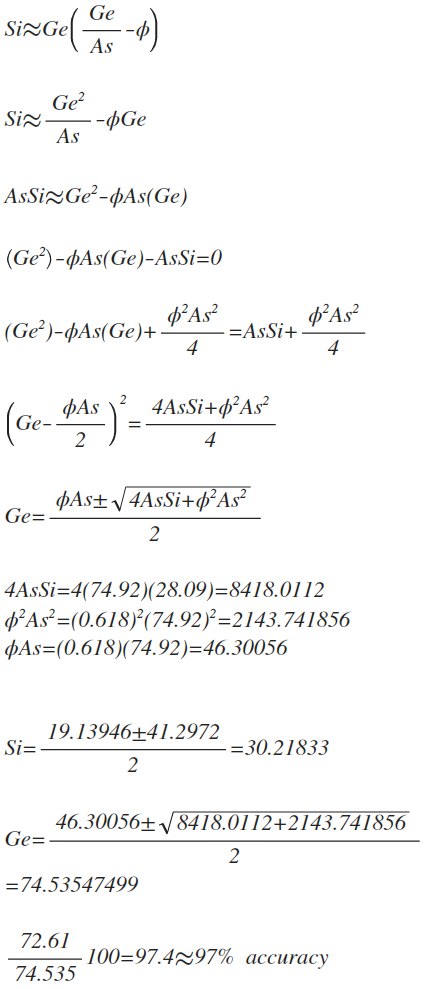 Si≈Ge(Ge/As -ϕ)
Si≈ Ge²/As -ϕGe
AsSi≈Ge²-ϕAs(Ge)
(Ge²)-ϕAs(Ge)-AsSi=0
(Ge²)-ϕAs(Ge)+ ϕ²As²/4 =AsSi+ ϕ²As²/4
(Ge- ϕAs/2)² = 4AsSi+ϕ²As²/4
Ge= ϕAs±√4AsSi+ϕ²As²/2
4AsSi=4(74.92)(28.09)=8418.0112
ϕ²As²=(0.618)²(74.92)²=2143.741856
ϕAs=(0.618)(74.92)=46.30056
Si= 19.13946±41.2972/2 =30.21833
Ge= 46.30056±√8418.0112+2143.741856/2
=74.53547499
72.61/74.535 100=97.4≈97% accuracy